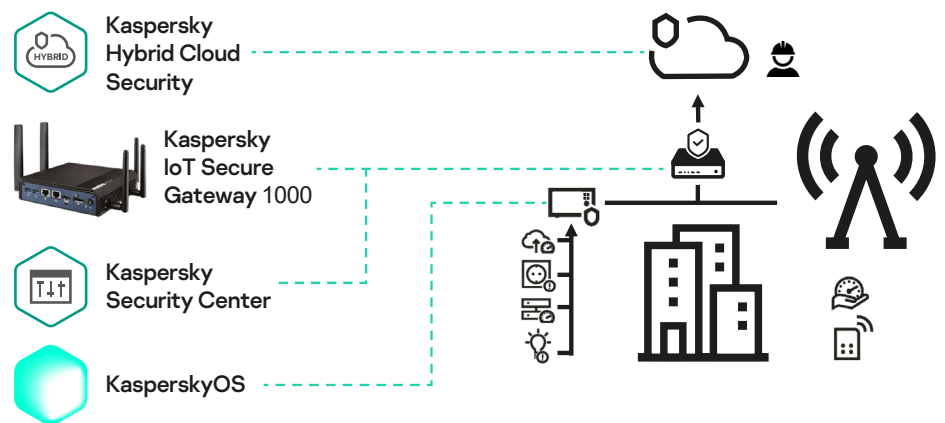 HYBRID
Kaspersky
Hybrid Cloud
Security
Kaspersky
IoT Secure
Gateway 1000
Kaspersky
Security Center
KasperskyOS